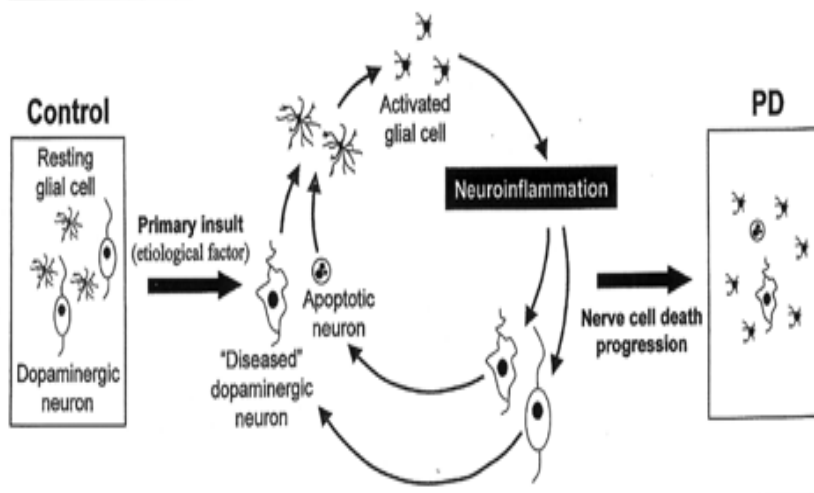 Control
Resting
glial cell
Dopaminergic
neuron
Primary insult
(etiological factor)
"Diseased"
dopaminergic
neuron
Apoptotic
neuron
Activated
glial cell
Neuroinflammation
Nerve cell death
progression
PD